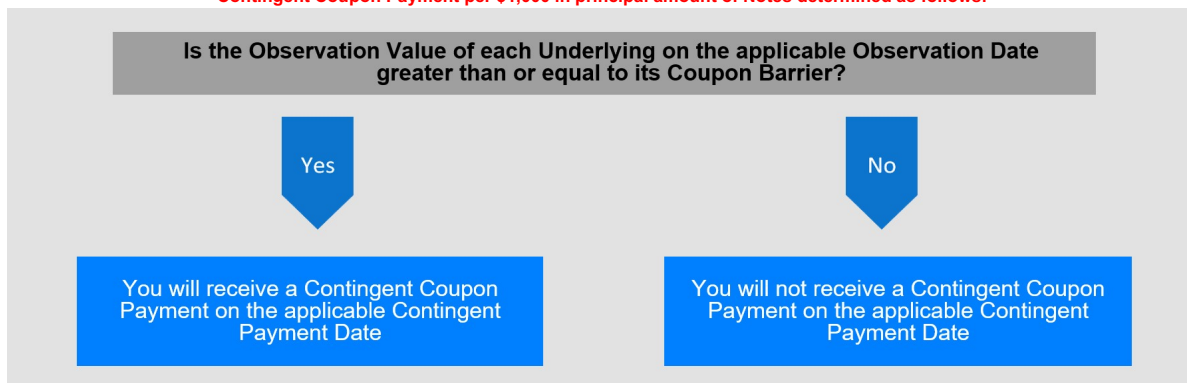 Contingent Coupon Payment per $1,000 in principal amount of Notes determined as follows:
Is the Observation Value of each Underlying on the applicable Observation Date
greater than or equal to its Coupon Barrier?
Yes
No
You will receive a Contingent Coupon
Payment on the applicable Contingent
Payment Date
You will not receive a Contingent Coupon
Payment on the applicable Contingent
Payment Date